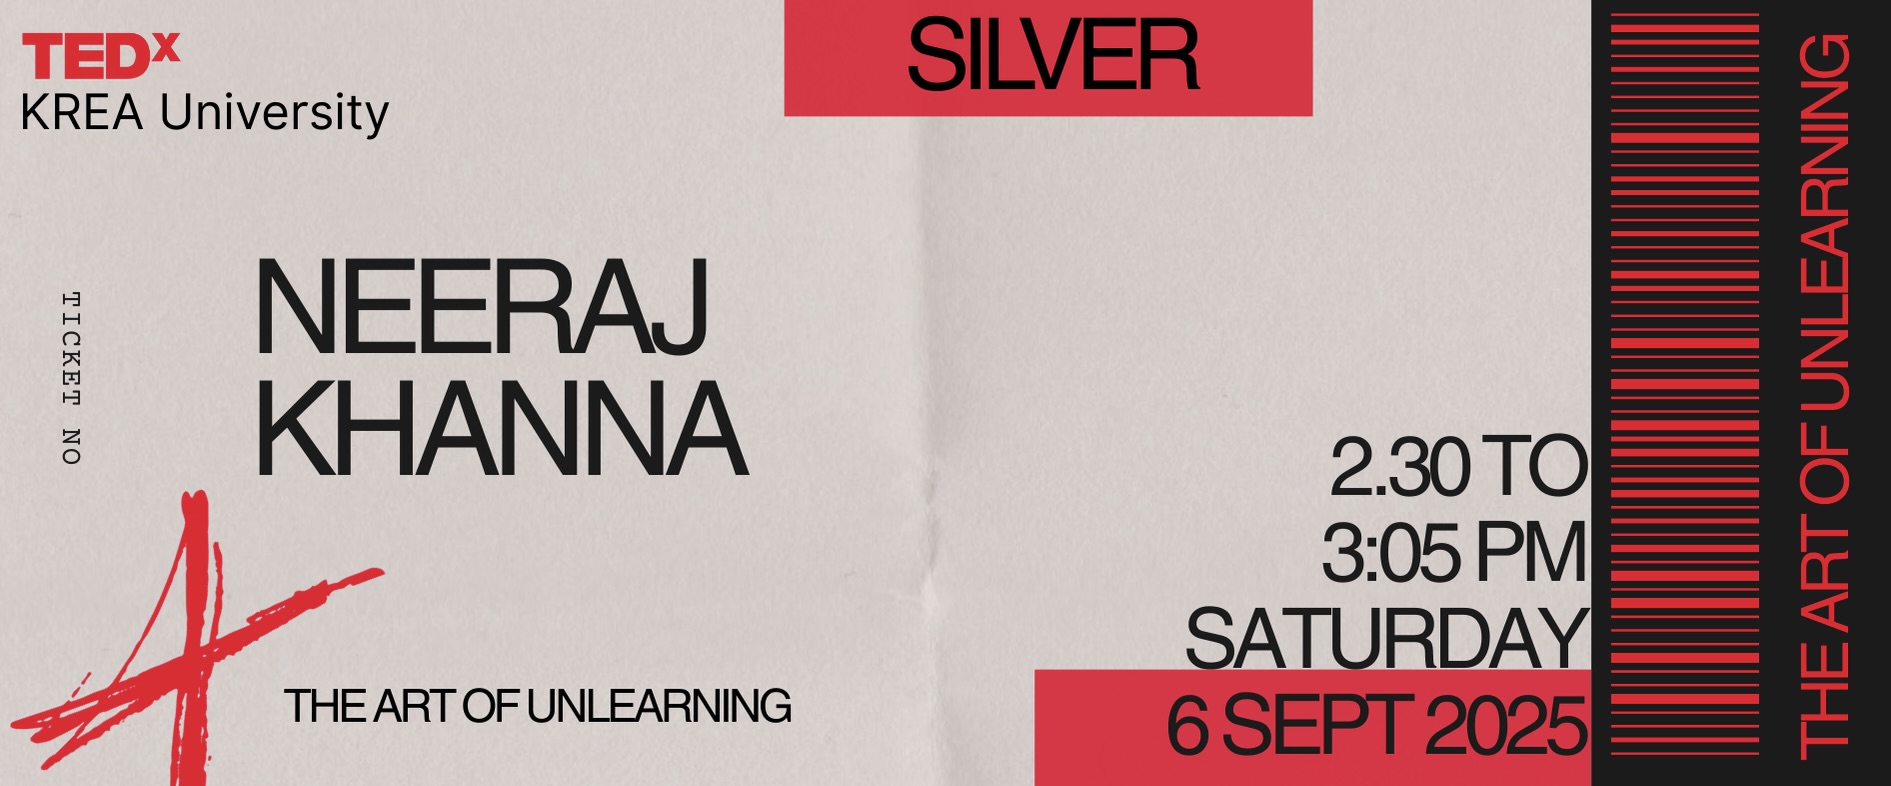 TEDx
KREA University
SILVER
TICKET NO
NEERAJ
KHANNA
THE ART OF UNLEARNING
2.30 TO
3:05 PM
SATURDAY
6 SEPT 2025
THE ART OF UNLEARNING